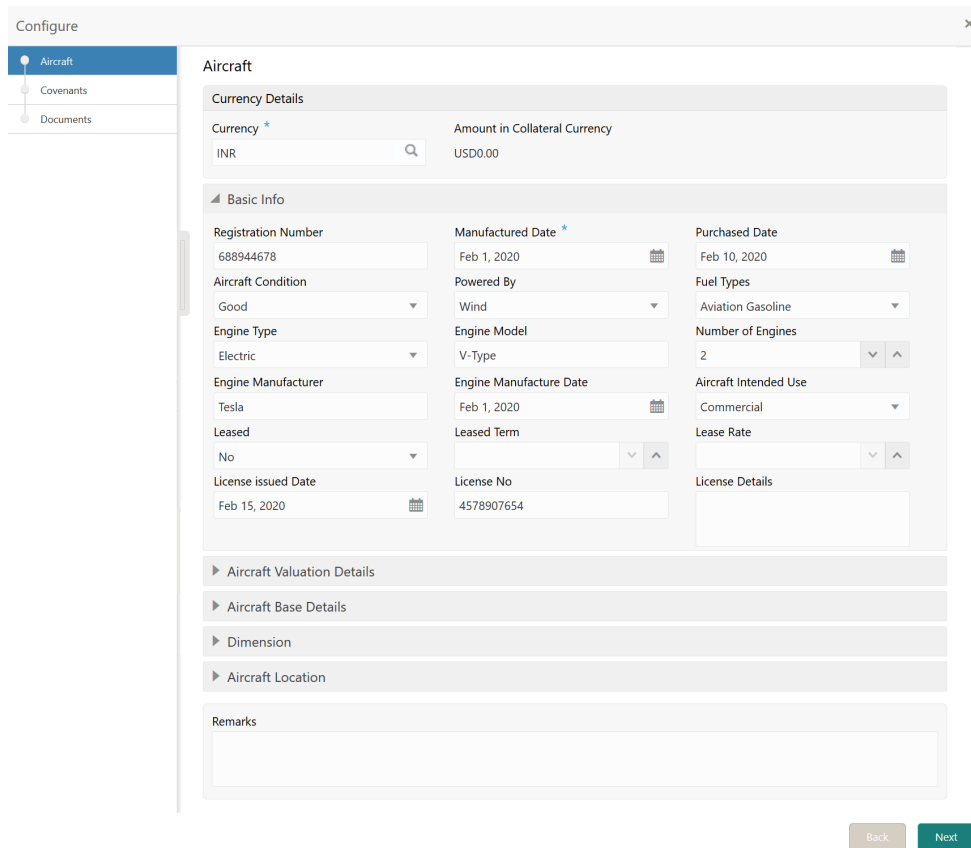 Configure
×
Aircraft
Covenants
Documents
Aircraft
Currency Details
Currency * Amount in Collateral Currency
INR USD0.00
Basic Info
Registration Number Manufactured Date * Purchased Date
688944678 Feb 1, 2020 Feb 10, 2020
Aircraft Condition Powered By Fuel Types
Good Wind Aviation Gasoline
Engine Type Engine Model Number of Engines
Electric V-Type 2
Engine Manufacturer Engine Manufacture Date Aircraft Intended Use
Tesla Feb 1, 2020 Commercial
Leased Leased Term Lease Rate
No
License issued Date License No License Details
Feb 15, 2020 4578907654
Aircraft Valuation Details
Aircraft Base Details
Dimension
Aircraft Location
Remarks
Back Next